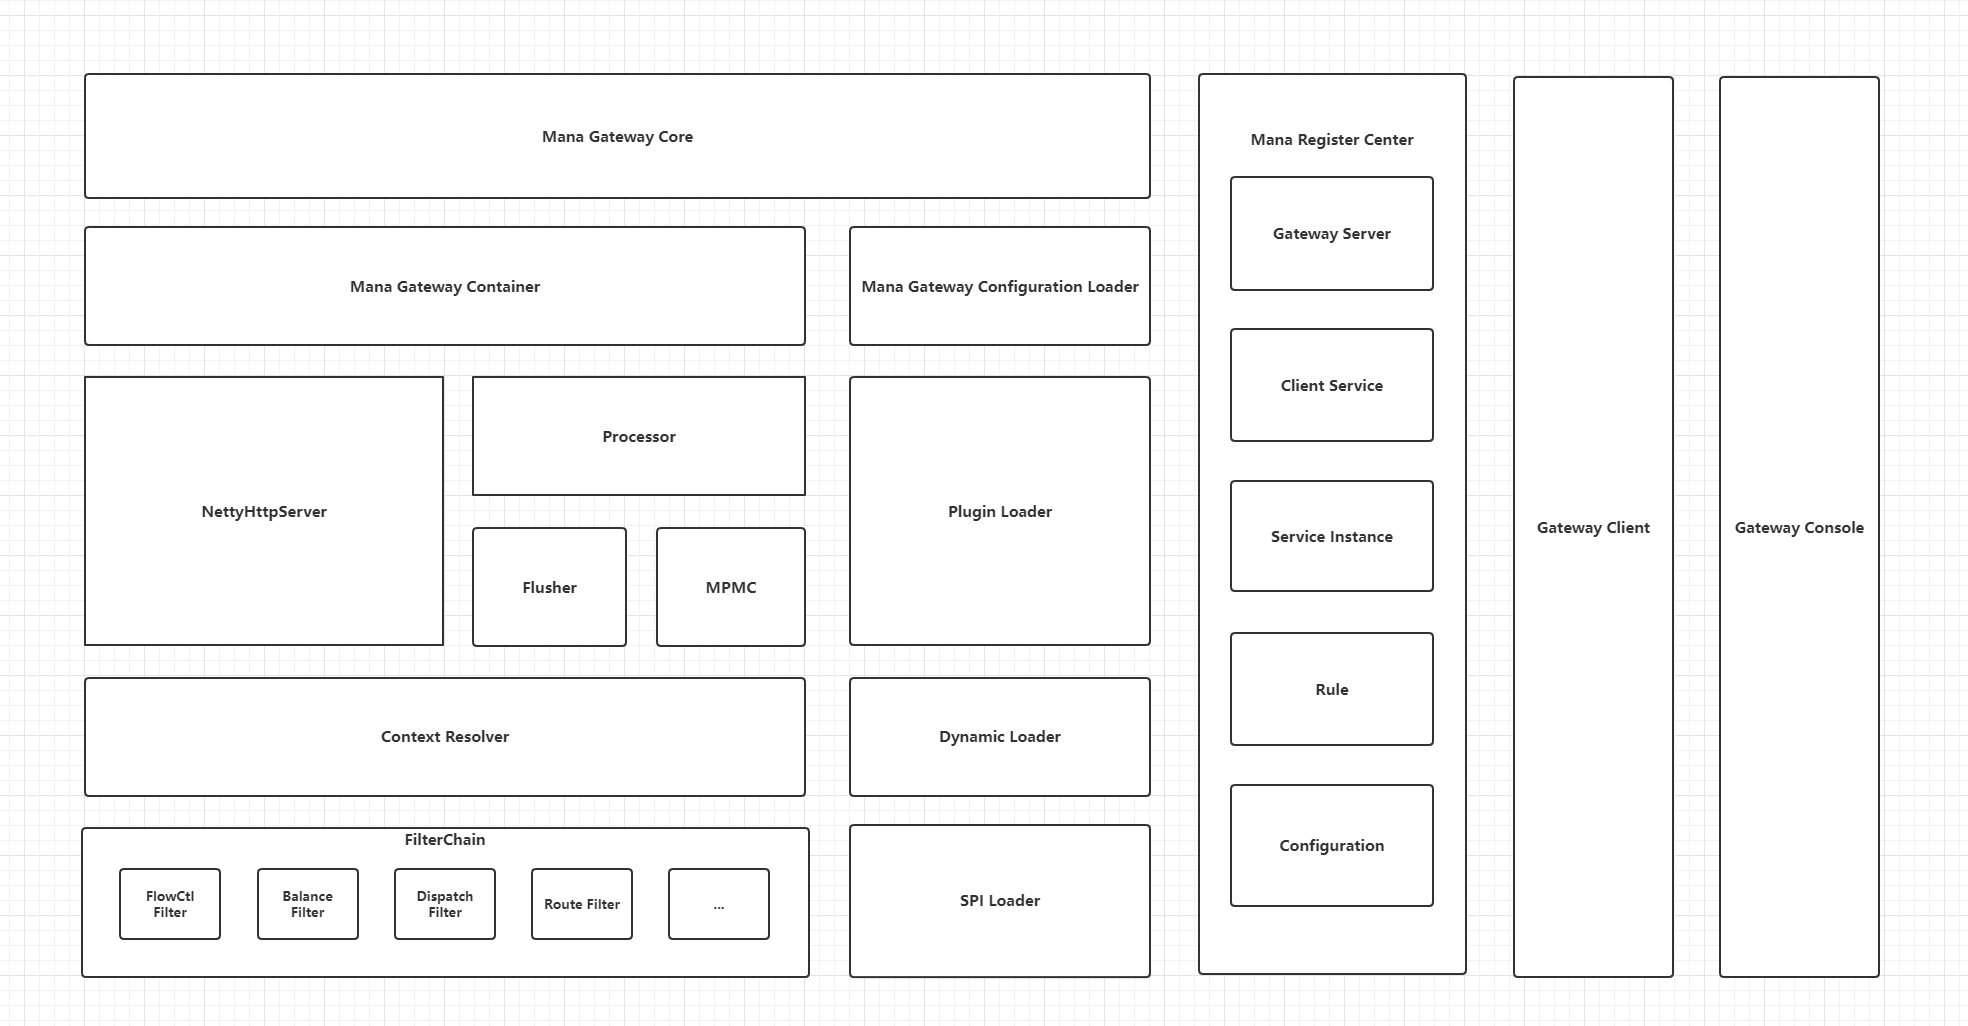 Mana Gateway Core
Mana Gateway Container
Mana Gateway Configuration Loader
NettyHttpServer
Processor
Flusher
MPMC
Plugin Loader
Context Resolver
Dynamic Loader
FilterChain
FlowCtl
Filter
Balance
Filter
Dispatch
Filter
Route Filter
...
SPI Loader
Mana Register Center
Gateway Server
Client Service
Service Instance
Rule
Configuration
Gateway Client
Gateway Console